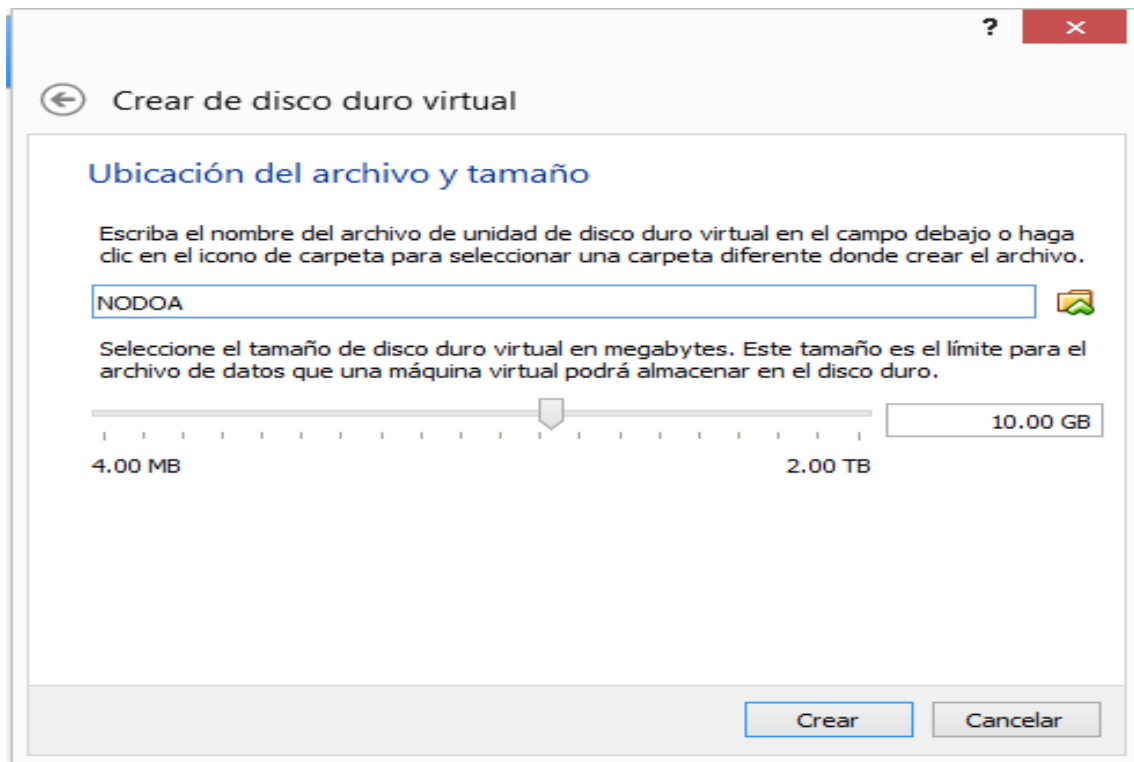 ?
Crear de disco duro virtual
Ubicación del archivo y tamaño
Escriba el nombre del archivo de unidad de disco duro virtual en el campo debajo o haga
clic en el icono de carpeta para seleccionar una carpeta diferente donde crear el archivo.
NODOA
Seleccione el tamaño de disco duro virtual en megabytes. Este tamaño es el límite para el
archivo de datos que una máquina virtual podrá almacenar en el disco duro.
10.00 GB
4.00 MB 2.00 TB
Crear Cancelar